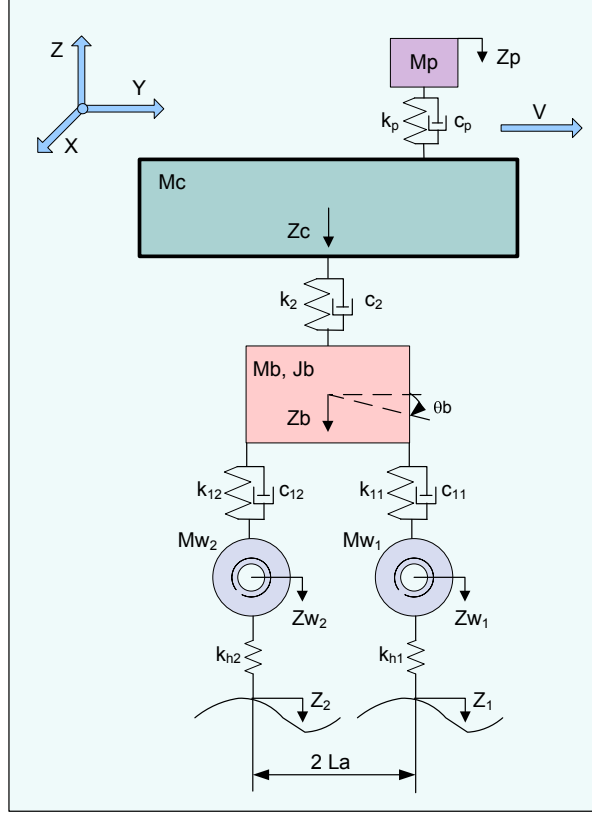 Z
Y
X
Mp
Zp
kp
cp
V
Mc
Zc
k2
c2
Mb, Jb
Zb
θb
k12
c12
k11
c11
Mw2
Mw1
Zw2
Zw1
kh2
kh1
Z2
Z1
2 La